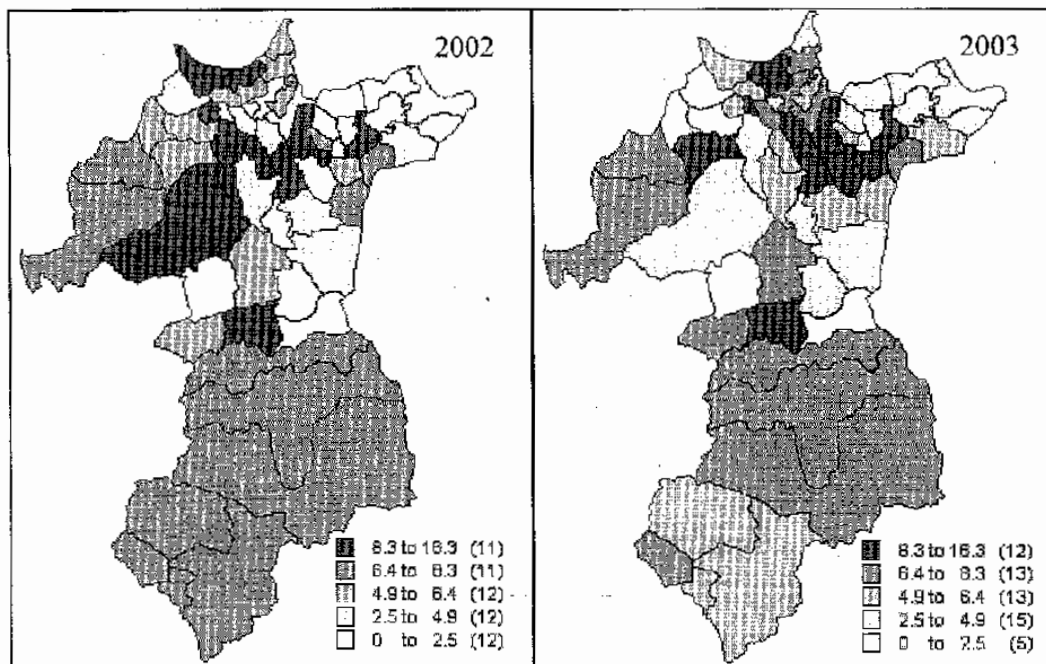 2002
8.3 to 16.3 (11)
6.4 to 8.3 (11)
4.9 to 6.4 (12)
2.5 to 4.9 (12)
0 to 2.5 (12)
2003
8.3 to 16.3 (12)
6.4 to 8.3 (13)
4.9 to 6.4 (13)
2.5 to 4.9 (15)
0 to 2.5 (5)